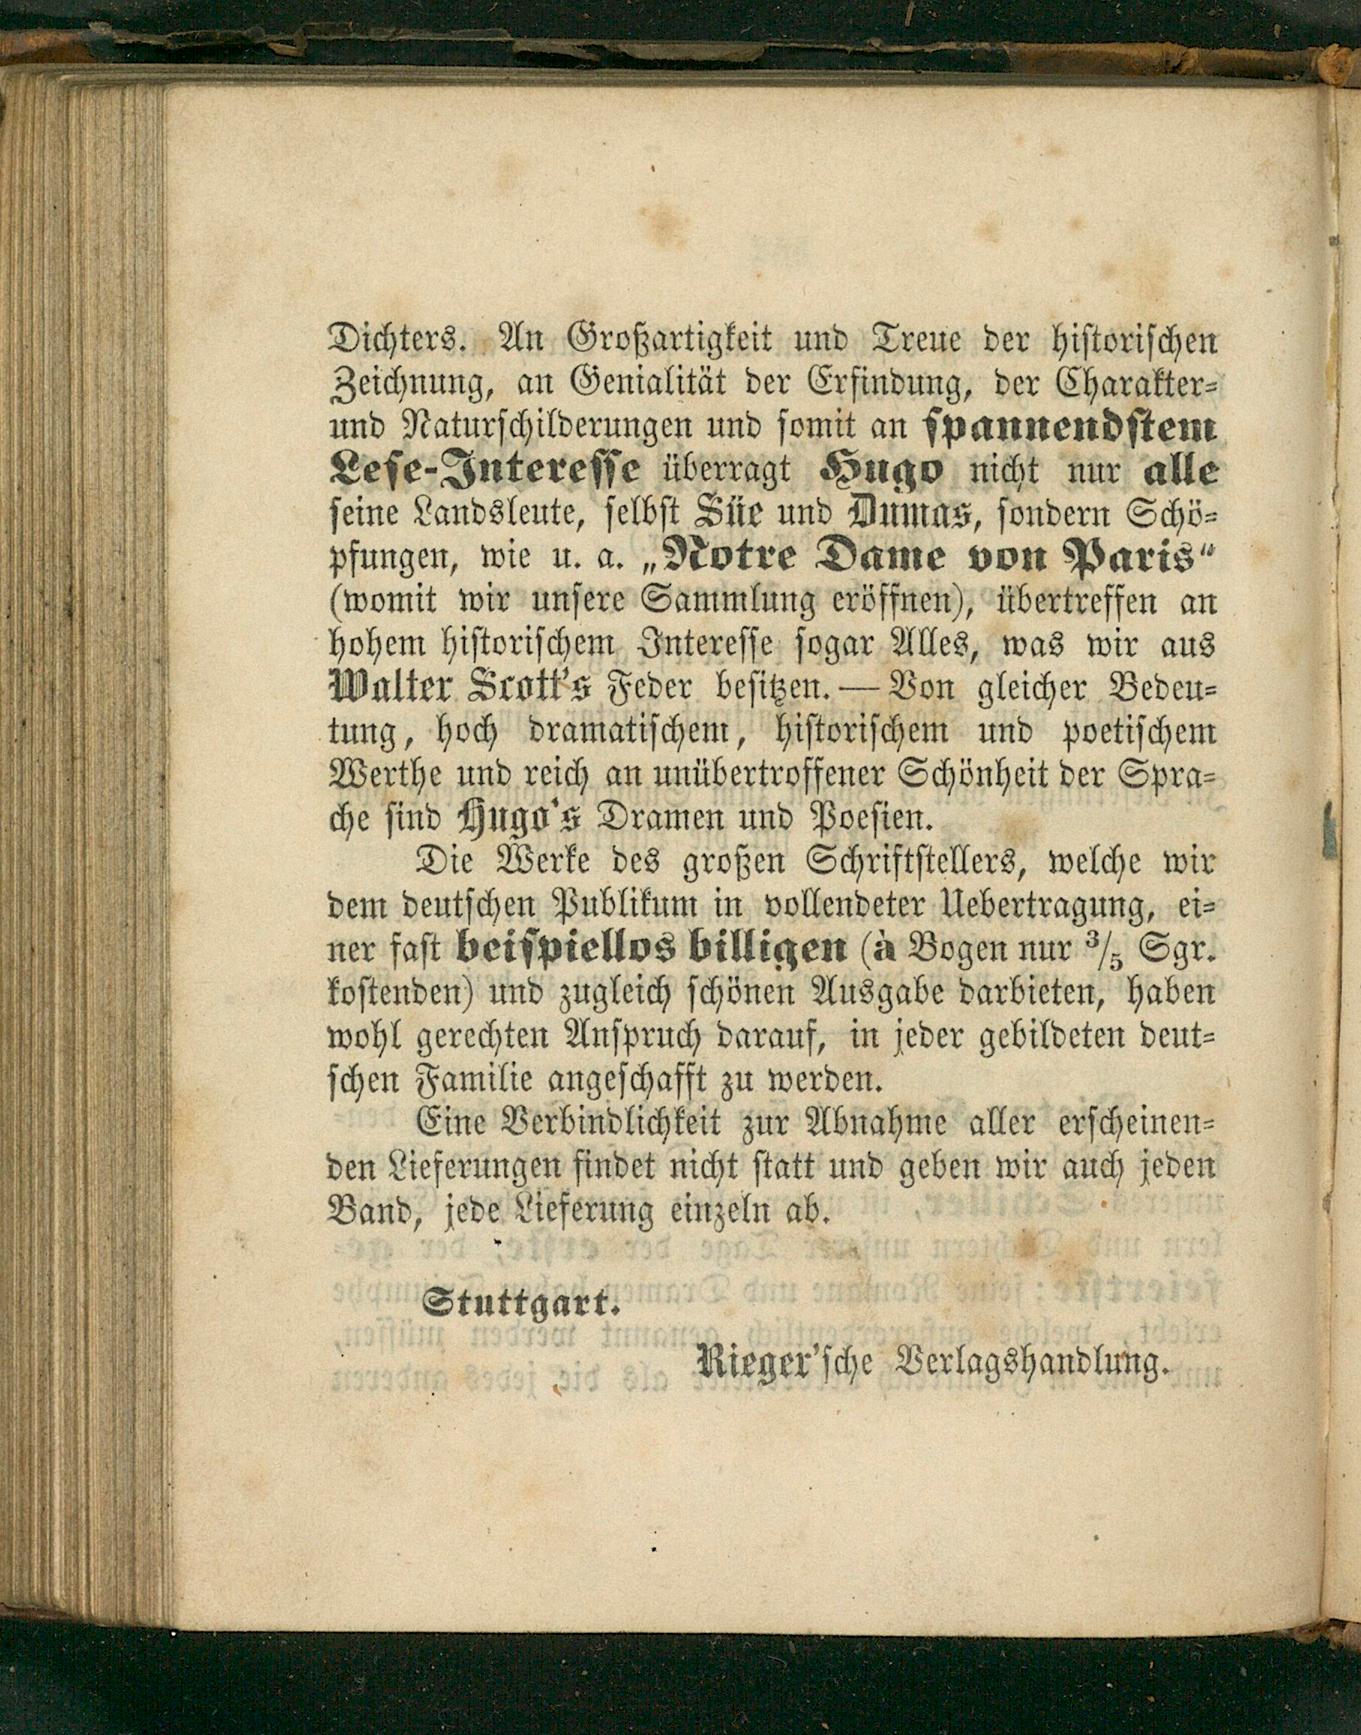 Dichters. An Großartigkeit und Treue der historischen
Zeichnung, an Genialität der Erfindung, der Charakter-
und Naturschilderungen und somit an spannendstem
Lese-Interesse überragt Hugo nicht nur alle
seine Landsleute, selbst Süe und Dumas, sondern Schö-
pfungen, wie u. a. „Notre Dame von Paris“
(womit wir unsere Sammlung eröffnen), übertreffen an
hohem historischem Interesse sogar Alles, was wir aus
Walter Scott's Feder besitzen. — Von gleicher Bedeu-
tung, hoch dramatischem, historischem und poetischem
Werthe und reich an unübertroffener Schönheit der Spra-
che sind Hugo's Dramen und Poesien.
Die Werke des großen Schriftstellers, welche wir
dem deutschen Publikum in vollendeter Uebertragung, ei-
ner fast beispiellos billigen (à Bogen nur 3/5 Sgr.
kostenden) und zugleich schönen Ausgabe darbieten, haben
wohl gerechten Anspruch darauf, in jeder gebildeten deut-
schen Familie angeschafft zu werden.
Eine Verbindlichkeit zur Abnahme aller erscheinen-
den Lieferungen findet nicht statt und geben wir auch jeden
Band, jede Lieferung einzeln ab.
Stuttgart.
Rieger'sche Verlagshandlung.